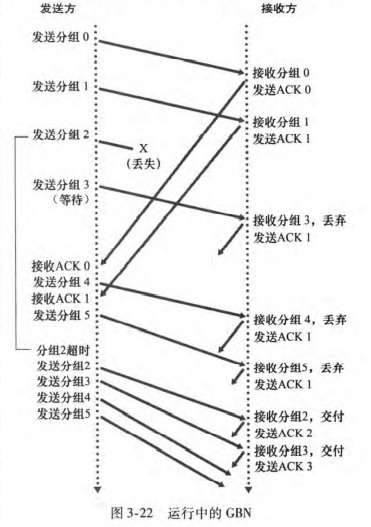 发送方
接收方
发送分组 0
接收分组 0
发送ACK 0
发送分组 1
接收分组 1
发送ACK 1
发送分组 2
X
(丢失)
发送分组 3
(等待)
接收分组 3，丢弃
发送ACK 1
接收ACK 0
发送分组 4
接收ACK 1
发送分组 5
接收分组 4，丢弃
发送ACK 1
分组2超时
发送分组2
发送分组3
发送分组4
发送分组5
接收分组5，丢弃
发送ACK 1
接收分组2，交付
发送ACK 2
接收分组3，交付
发送ACK 3
图 3-22 运行中的 GBN